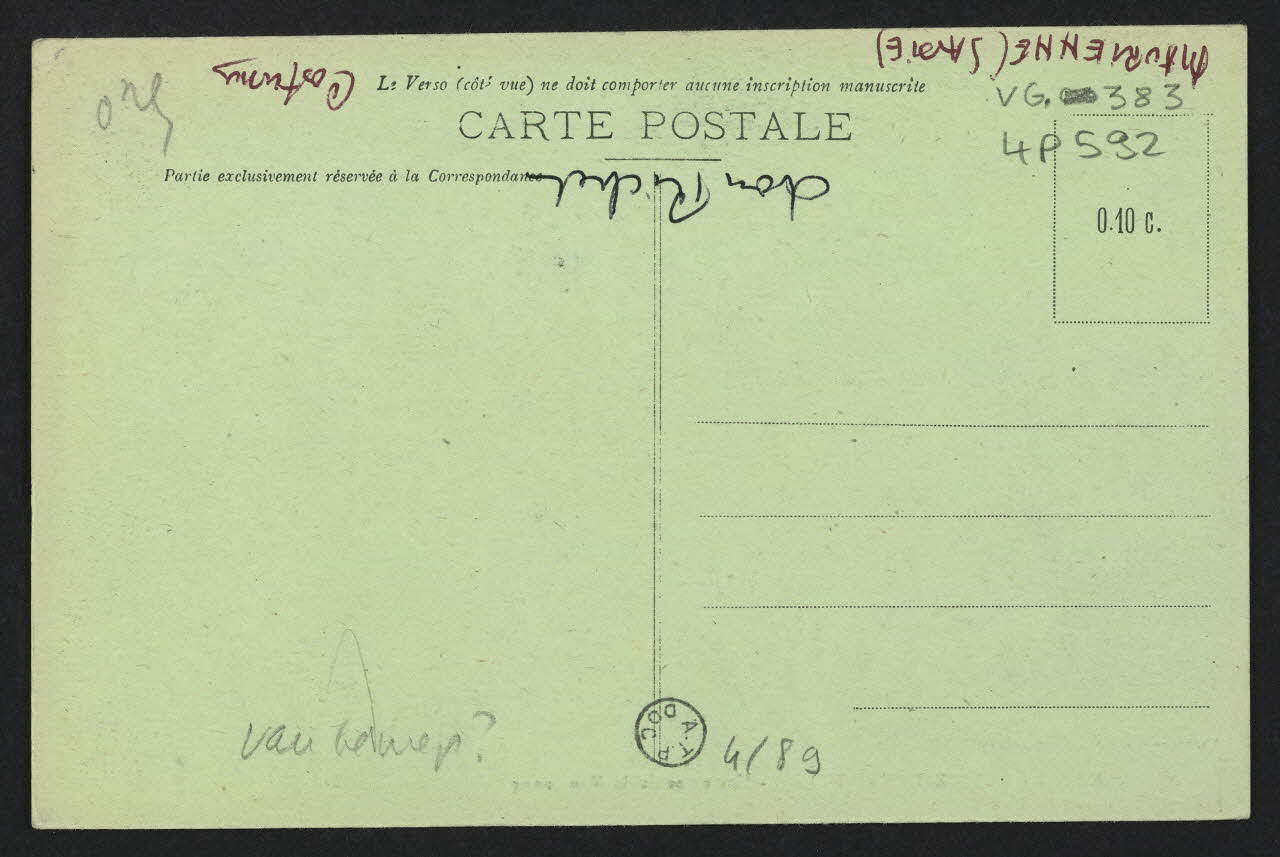 MAURIENNE (SAVOIE)
Costumes
Le Verso (côté vue) ne doit comporter aucune inscription manuscrite
VG. 383
CARTE POSTALE
4P 592
Partie exclusivement réservée à la Correspondance
don Richel
0.10 c.
A.T.P
DOC
4/89